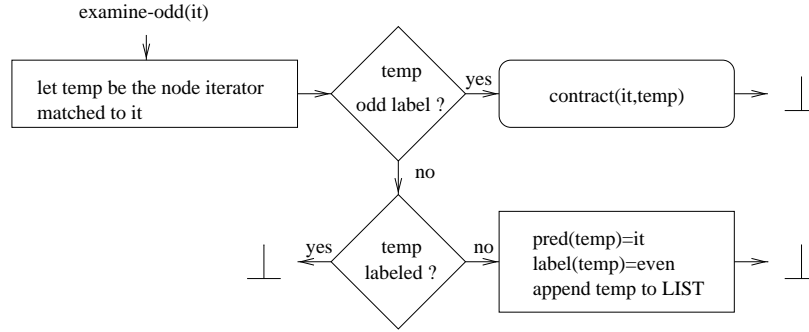 examine-odd(it)
let temp be the node iterator
matched to it
temp
odd label ?
yes
contract(it,temp)
no
yes
temp
labeled ?
no
pred(temp)=it
label(temp)=even
append temp to LIST